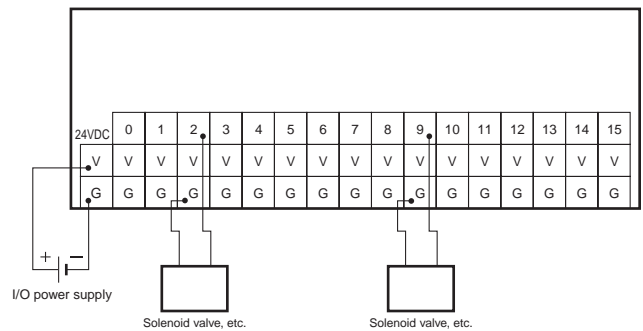 24VDC 0 1 2 3 4 5 6 7 8 9 10 11 12 13 14 15
V V V V V V V V V V V V V V V V V
G G G G G G G G G G G G G G G G G
+ −
I/O power supply
Solenoid valve, etc. Solenoid valve, etc.